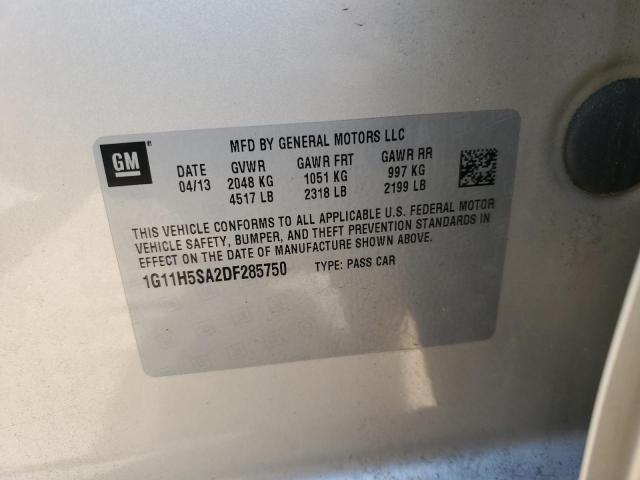 GM
MFD BY GENERAL MOTORS LLC
DATE GVWR GAWR FRT GAWR RR
04/13 2048 KG 1051 KG 997 KG
4517 LB 2318 LB 2199 LB
THIS VEHICLE CONFORMS TO ALL APPLICABLE U.S. FEDERAL MOTOR
VEHICLE SAFETY, BUMPER, AND THEFT PREVENTION STANDARDS IN
EFFECT ON THE DATE OF MANUFACTURE SHOWN ABOVE.
1G11H5SA2DF285750 TYPE: PASS CAR